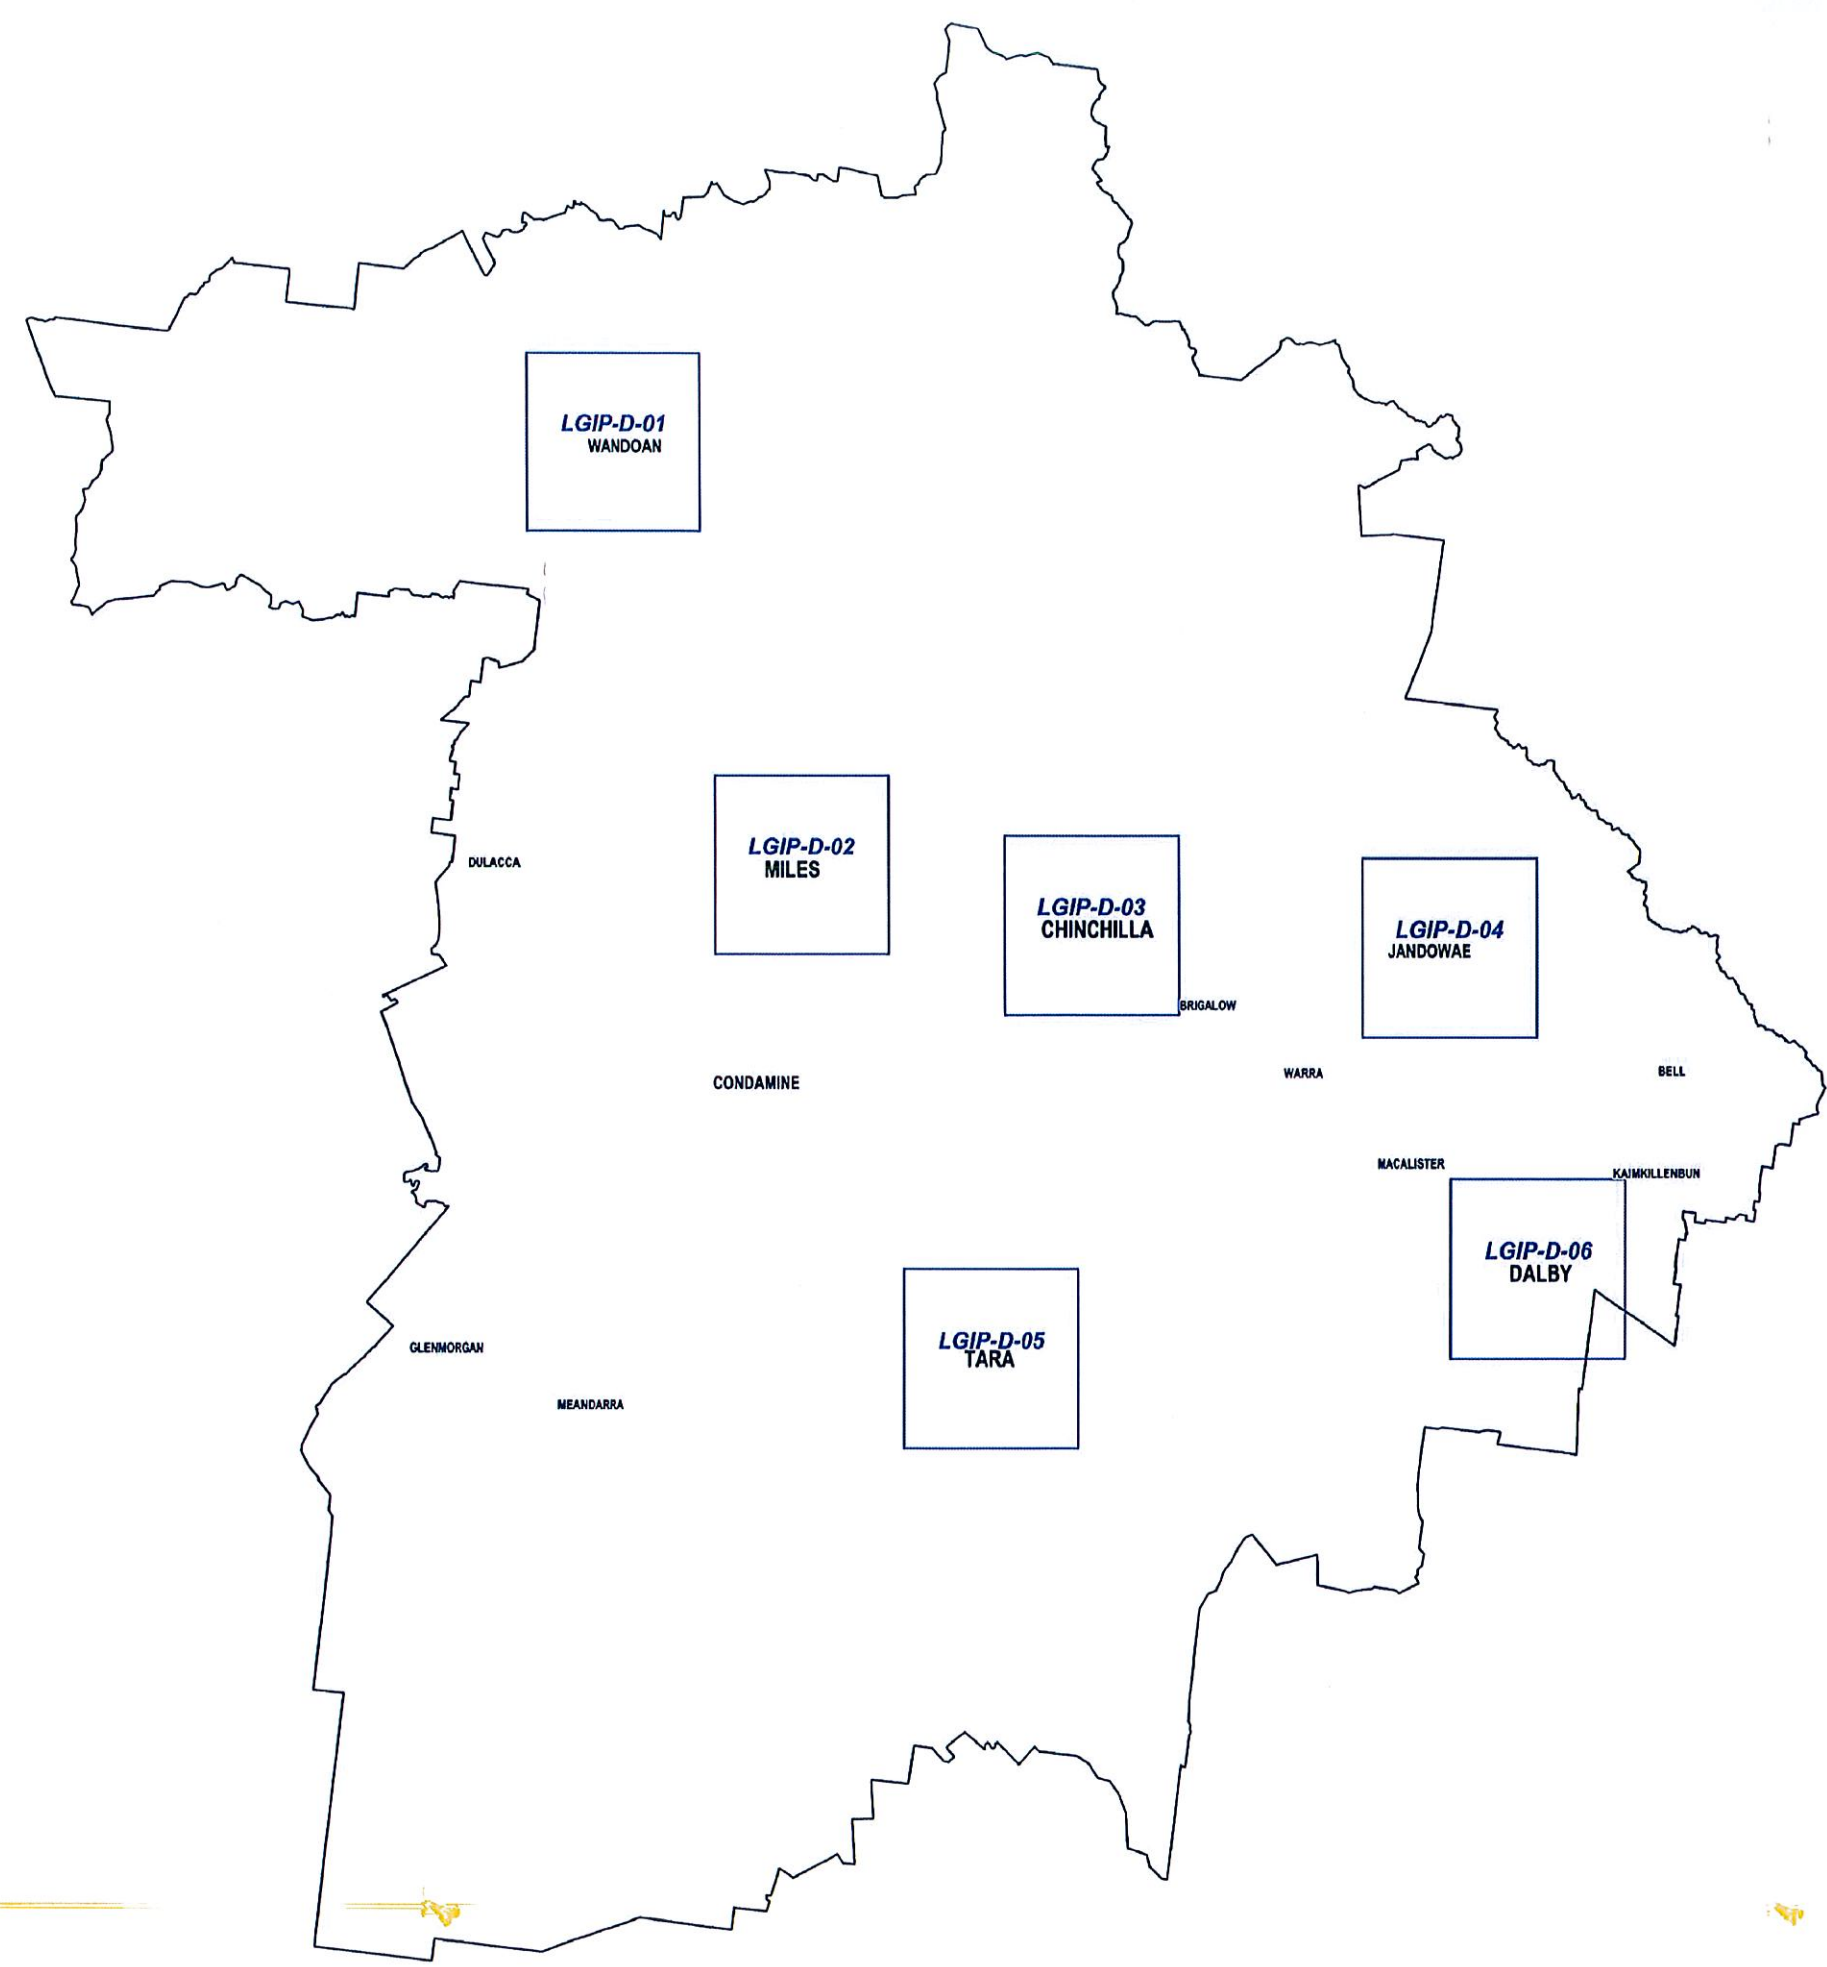 LGIP-D-01
WANDOAN
LGIP-D-02
MILES
DULACCA
LGIP-D-03
CHINCHILLA
LGIP-D-04
JANDOWAE
BRIGALOW
CONDAMINE
WARRA
BELL
MACALISTER
KAIMKILLENBUN
LGIP-D-06
DALBY
LGIP-D-05
TARA
GLENMORGAN
MEANDARRA